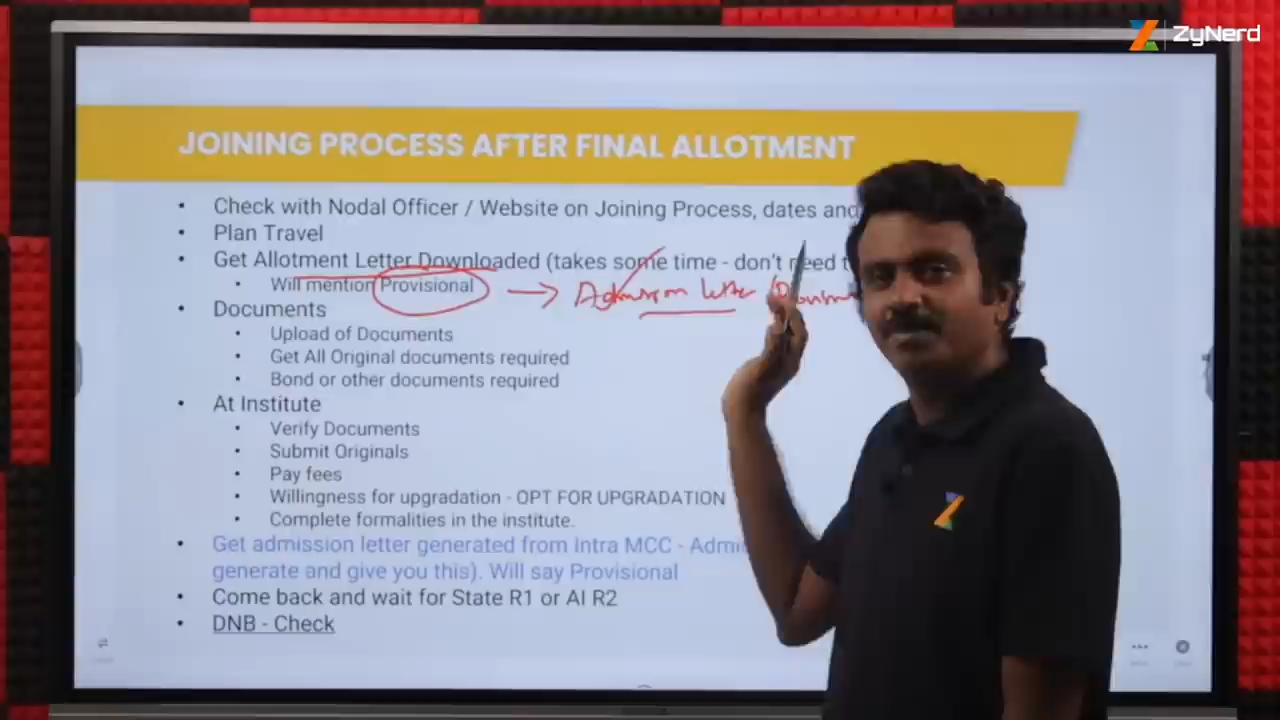 ZyNerd
JOINING PROCESS AFTER FINAL ALLOTMENT
• Check with Nodal Officer / Website on Joining Process, dates and
• Plan Travel
• Get Allotment Letter Downloaded (takes some time - don't need t
• Will mention Provisional → Admission letter
• Documents
• Upload of Documents
• Get All Original documents required
• Bond or other documents required
• At Institute
• Verify Documents
• Submit Originals
• Pay fees
• Willingness for upgradation - OPT FOR UPGRADATION
• Complete formalities in the institute.
• Get admission letter generated from Intra MCC - Admi
generate and give you this). Will say Provisional
• Come back and wait for State R1 or AI R2
• DNB - Check